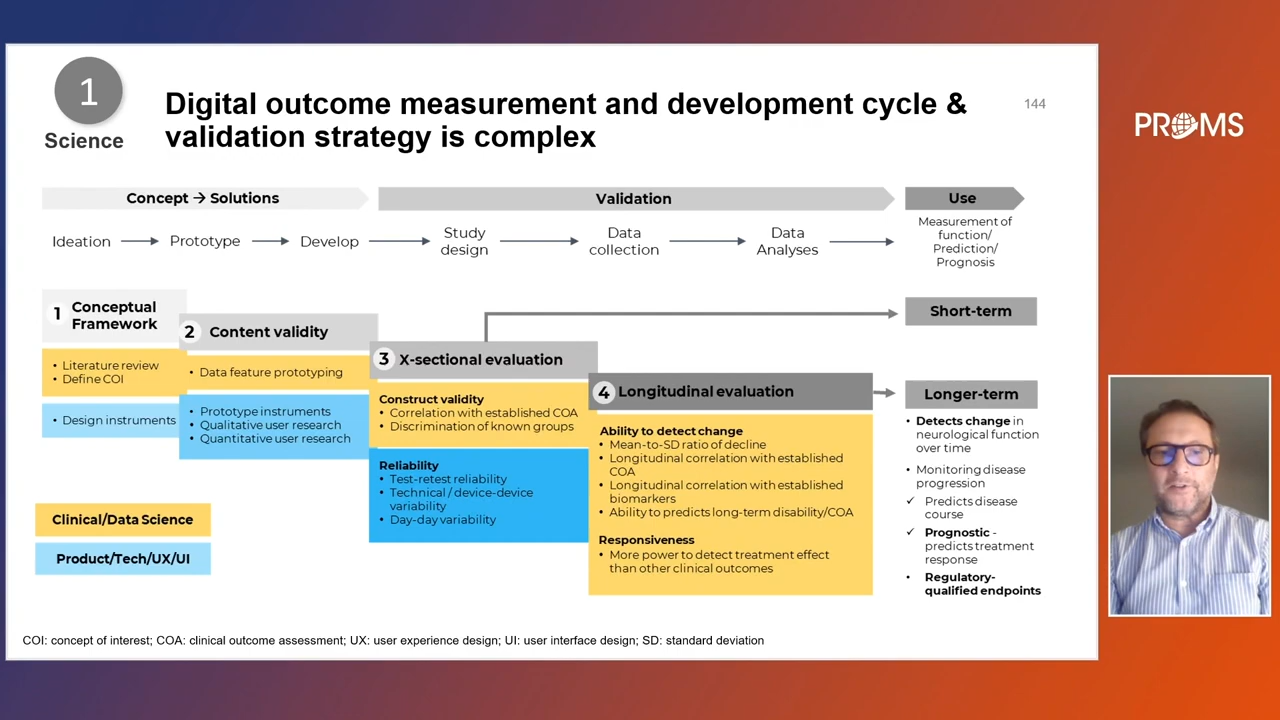 1
Science
Digital outcome measurement and development cycle &
validation strategy is complex
144
PROMS
Concept → Solutions
Validation
Use
Ideation
Prototype
Develop
Study
design
Data
collection
Data
Analyses
Measurement of
function/
Prediction/
Prognosis
1 Conceptual
Framework
• Literature review
• Define COI
• Design instruments
2 Content validity
• Data feature prototyping
• Prototype instruments
• Qualitative user research
• Quantitative user research
3 X-sectional evaluation
Construct validity
• Correlation with established COA
• Discrimination of known groups
Reliability
• Test-retest reliability
• Technical / device-device
variability
• Day-day variability
4 Longitudinal evaluation
Ability to detect change
• Mean-to-SD ratio of decline
• Longitudinal correlation with established
COA
• Longitudinal correlation with established
biomarkers
• Ability to predicts long-term disability/COA
Responsiveness
• More power to detect treatment effect
than other clinical outcomes
Short-term
Longer-term
• Detects change in
neurological function
over time
• Monitoring disease
progression
✓ Predicts disease
course
✓ Prognostic -
predicts treatment
response
• Regulatory-
qualified endpoints
Clinical/Data Science
Product/Tech/UX/UI
COI: concept of interest; COA: clinical outcome assessment; UX: user experience design; UI: user interface design; SD: standard deviation